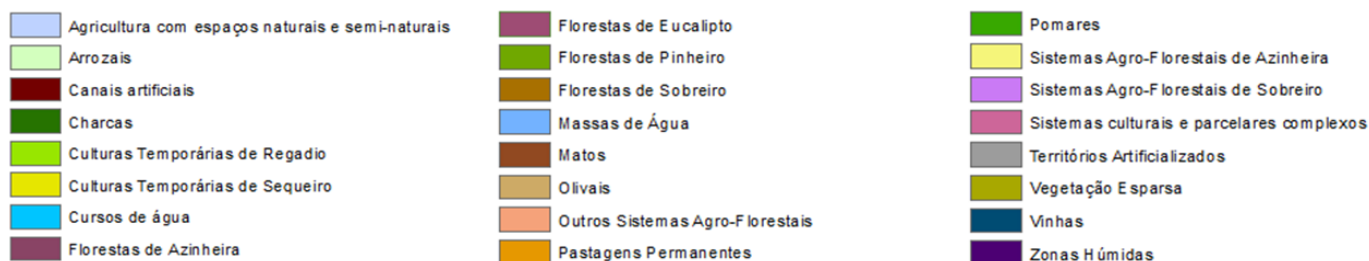 Agricultura com espaços naturais e semi-naturais
Arrozais
Canais artificiais
Charcas
Culturas Temporárias de Regadio
Culturas Temporárias de Sequeiro
Cursos de água
Florestas de Azinheira
Florestas de Eucalipto
Florestas de Pinheiro
Florestas de Sobreiro
Massas de Água
Matos
Olivais
Outros Sistemas Agro-Florestais
Pastagens Permanentes
Pomares
Sistemas Agro-Florestais de Azinheira
Sistemas Agro-Florestais de Sobreiro
Sistemas culturais e parcelares complexos
Territórios Artificializados
Vegetação Esparsa
Vinhas
Zonas Húmidas